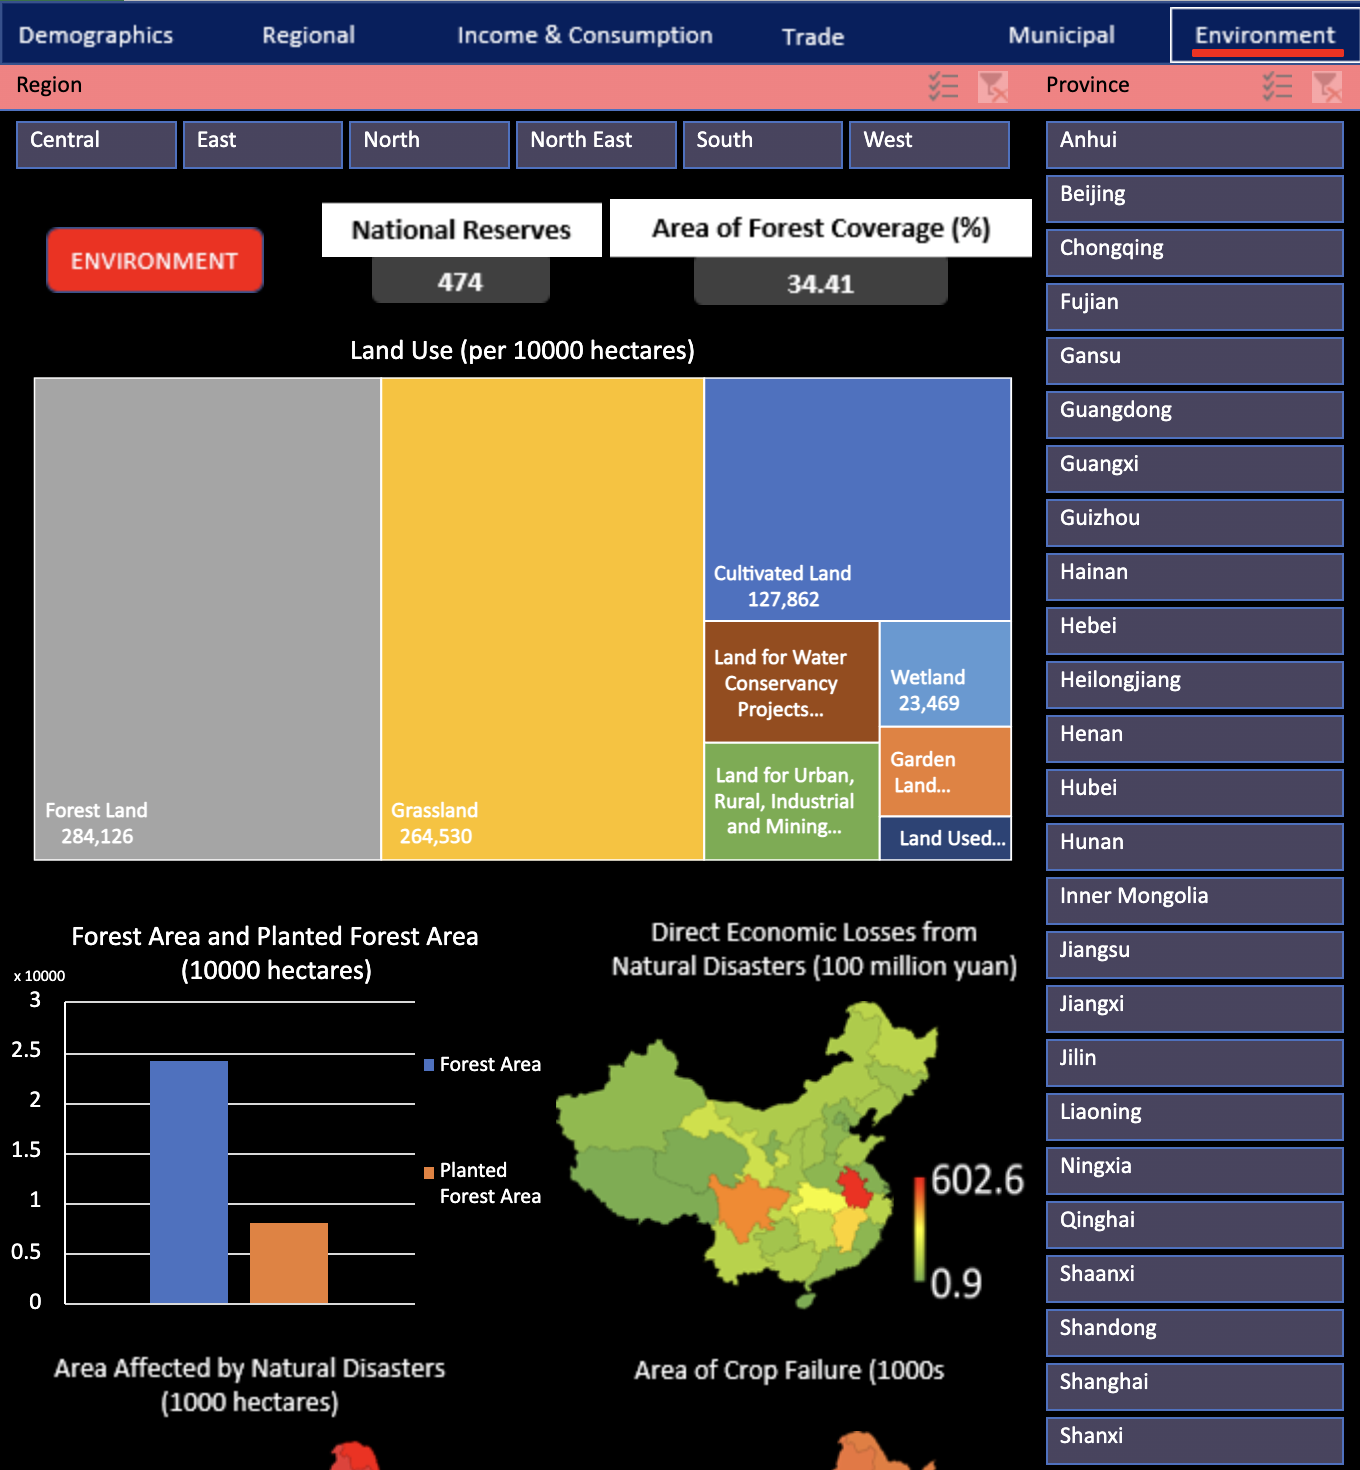 Demographics
Regional
Income & Consumption
Trade
Municipal
Environment
Region
Province
Central
East
North
North East
South
West
Anhui
Beijing
Chongqing
Fujian
Gansu
Guangdong
Guangxi
Guizhou
Hainan
Hebei
Heilongjiang
Henan
Hubei
Hunan
Inner Mongolia
Jiangsu
Jiangxi
Jilin
Liaoning
Ningxia
Qinghai
Shaanxi
Shandong
Shanghai
Shanxi
ENVIRONMENT
National Reserves
474
Area of Forest Coverage (%)
34.41
Land Use (per 10000 hectares)
Forest Land
284,126
Grassland
264,530
Cultivated Land
127,862
Land for Water
Conservancy
Projects...
Wetland
23,469
Land for Urban,
Rural, Industrial
and Mining...
Garden
Land...
Land Used...
Forest Area and Planted Forest Area
(10000 hectares)
x 10000
3
2.5
2
1.5
1
0.5
0
Forest Area
Planted
Forest Area
Direct Economic Losses from
Natural Disasters (100 million yuan)
602.6
0.9
Area Affected by Natural Disasters
(1000 hectares)
Area of Crop Failure (1000s